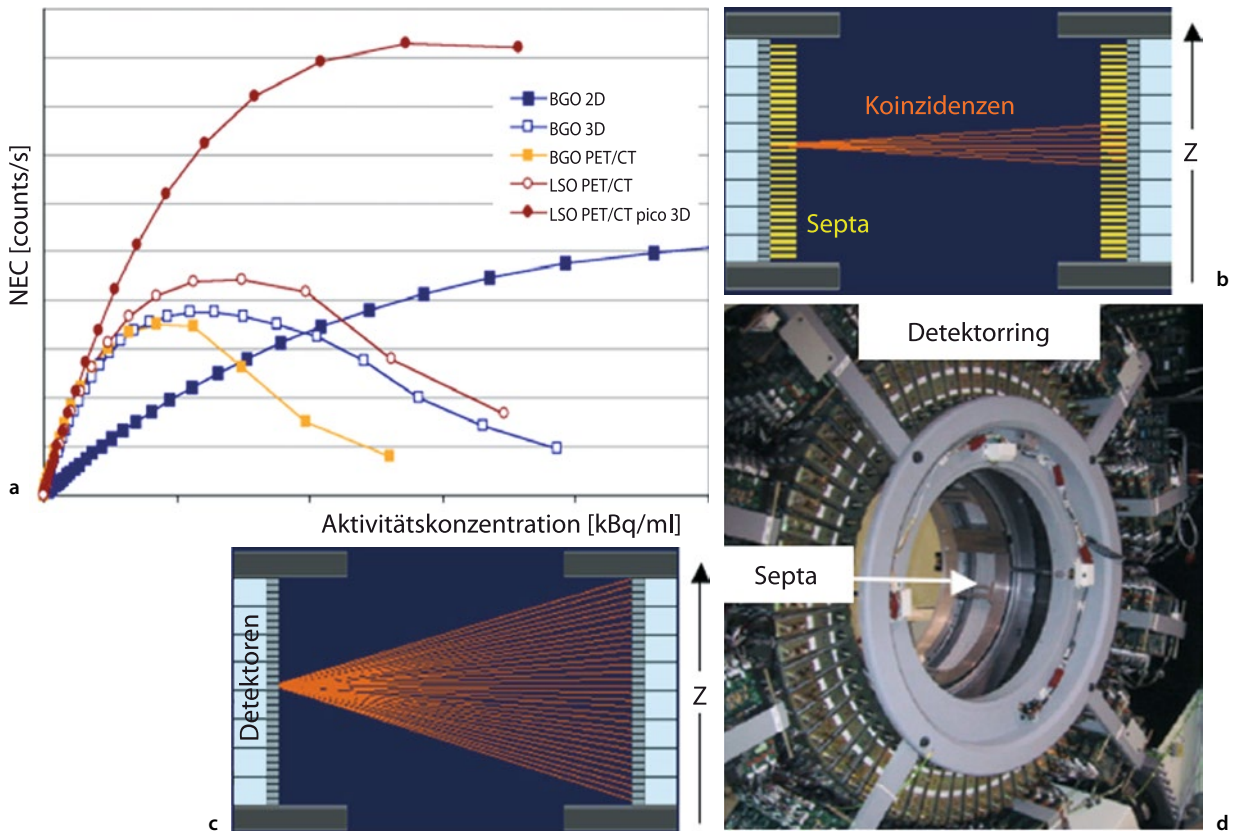 NEC [counts/s]
BGO 2D
BGO 3D
BGO PET/CT
LSO PET/CT
LSO PET/CT pico 3D
a
Aktivitätskonzentration [kBq/ml]
Koinzidenzen
Septa
Z
b
Detektoren
Z
c
Detektorring
Septa
d